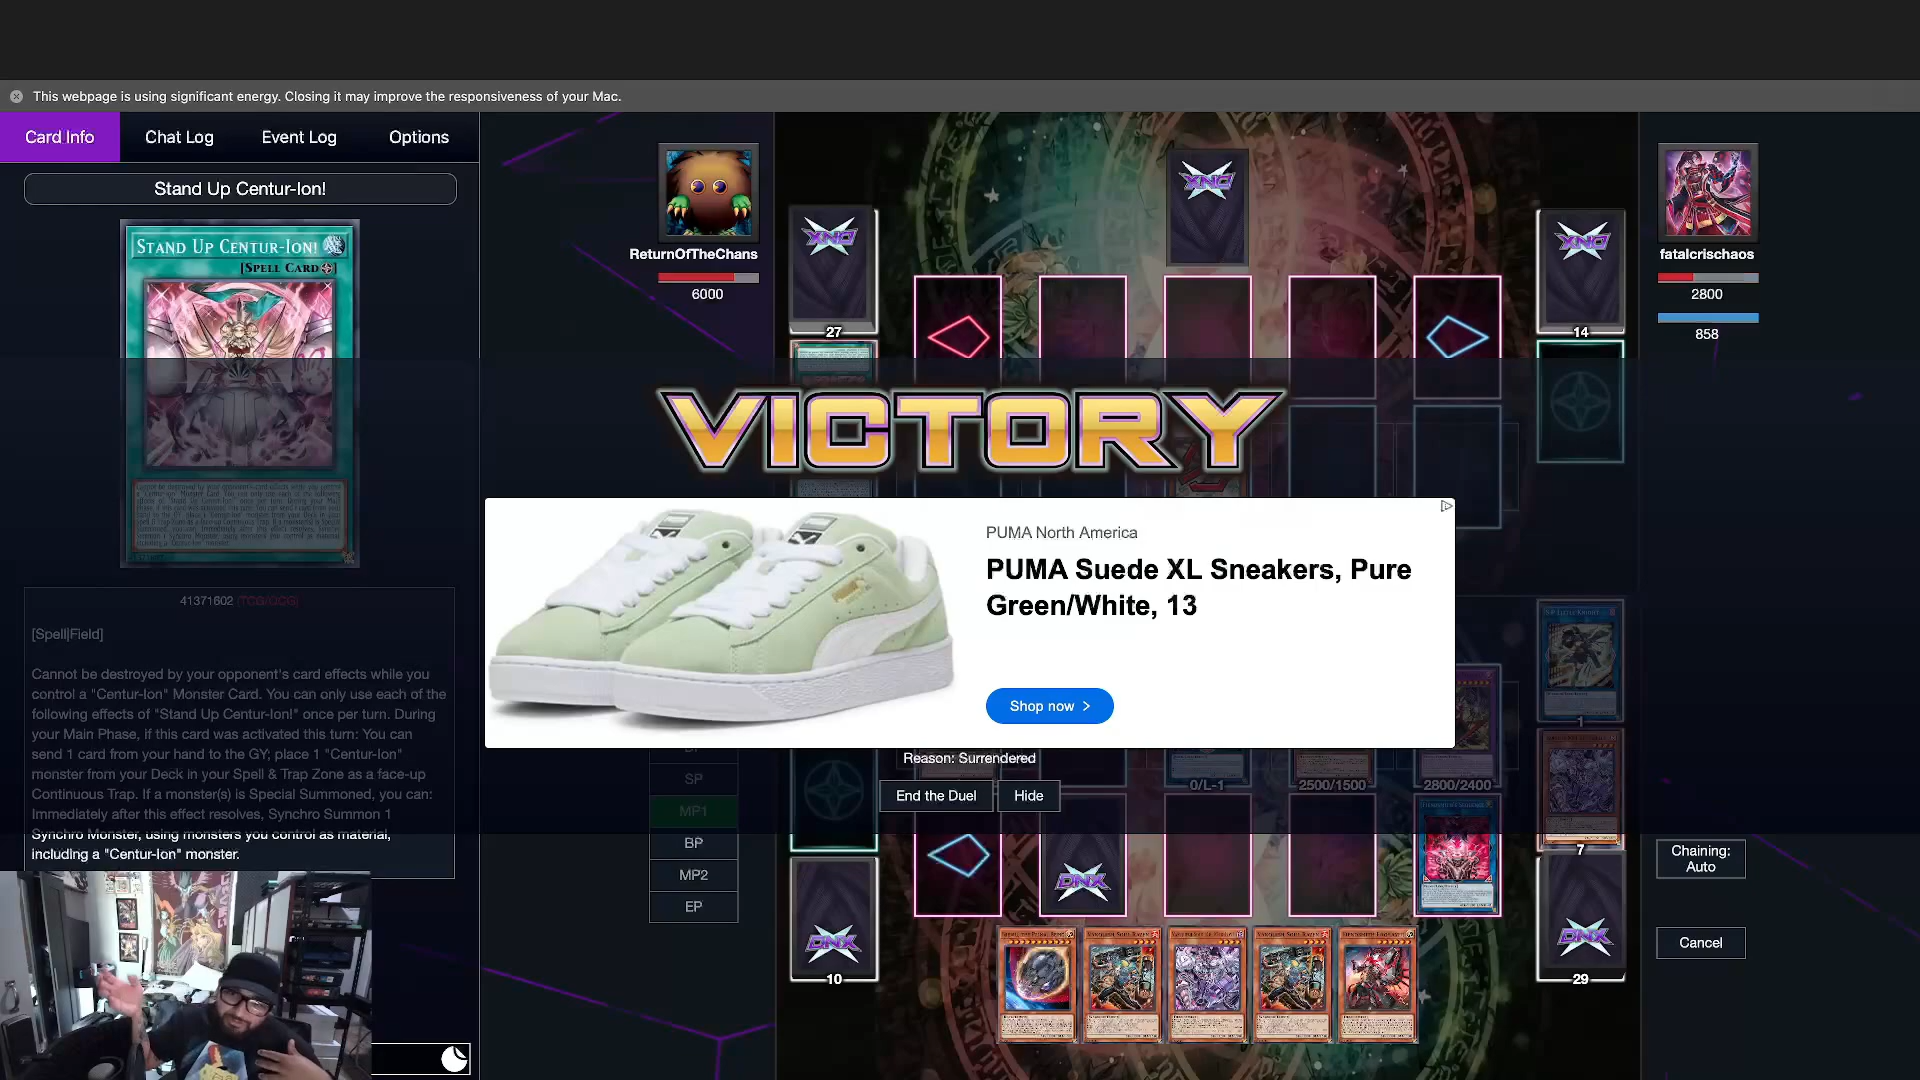 This webpage is using significant energy. Closing it may improve the responsiveness of your Mac.
Card Info
Chat Log
Event Log
Options
Stand Up Centur-Ion!
STAND UP CENTUR-ION!
[SPELL CARD]
41371602 (TCG/OCG)
[Spell|Field]
Cannot be destroyed by your opponent's card effects while you
control a "Centur-Ion" Monster Card. You can only use each of the
following effects of "Stand Up Centur-Ion!" once per turn. During
your Main Phase, if this card was activated this turn: You can
send 1 card from your hand to the GY; place 1 "Centur-Ion"
monster from your Deck in your Spell & Trap Zone as a face-up
Continuous Trap. If a monster(s) is Special Summoned, you can:
Immediately after this effect resolves, Synchro Summon 1
Synchro Monster, using monsters you control as material,
including a "Centur-Ion" monster.
ReturnOfTheChans
6000
fatalcrischaos
2800
858
27
14
VICTORY
PUMA North America
PUMA Suede XL Sneakers, Pure
Green/White, 13
Shop now >
Reason: Surrendered
End the Duel
Hide
SP
MP1
BP
MP2
EP
0/L-1
2500/1500
2800/2400
1
7
DNX
10
DNX
DNX
29
Chaining:
Auto
Cancel